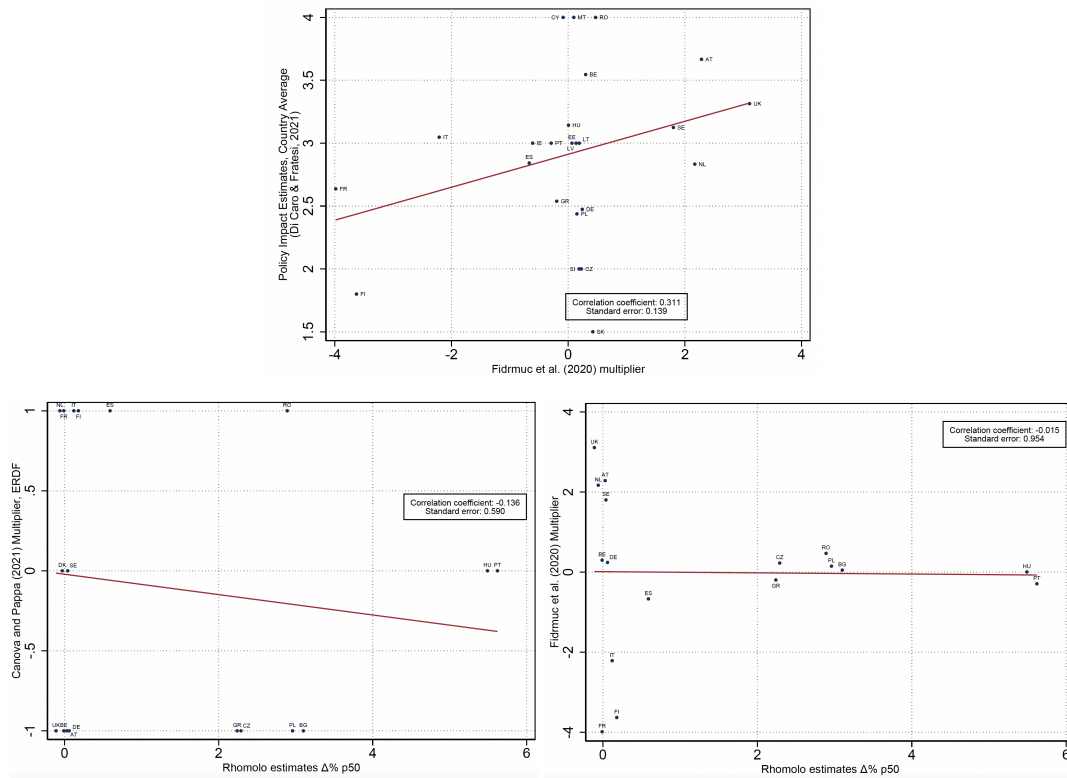 Policy Impact Estimates, Country Average
(Di Caro & Fratesi, 2021)
4
3.5
3
2.5
2
1.5
CY
MT
RO
AT
BE
UK
HU
SE
IT
EE
LT
IE
PT
LV
ES
NL
FR
GR
DE
PL
SI
CZ
FI
SK
Correlation coefficient: 0.311
Standard error: 0.139
-4
-2
0
2
4
Fidrmuc et al. (2020) multiplier
Canova and Pappa (2021) Multiplier, ERDF
1
.5
0
-.5
-1
NL
IT
ES
RO
FR
FI
Correlation coefficient: -0.136
Standard error: 0.590
DK
SE
HU
PT
UK
BE
DE
AT
GR
CZ
PL
BG
0
2
4
6
Rhomolo estimates Δ% p50
Fidrmuc et al. (2020) Multiplier
4
2
0
-2
-4
Correlation coefficient: -0.015
Standard error: 0.954
UK
AT
NL
SE
BE
DE
CZ
RO
PL
BG
HU
GR
PT
ES
IT
FI
FR
0
2
4
6
Rhomolo estimates Δ% p50